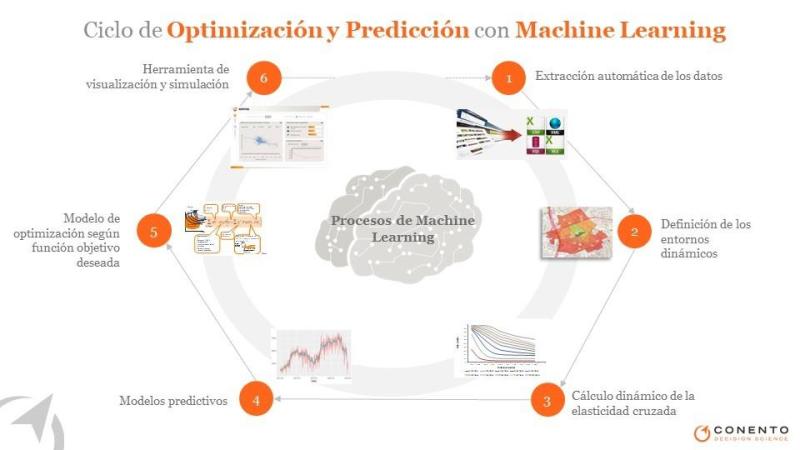 Ciclo de Optimización y Predicción con Machine Learning
Herramienta de
visualización y simulación
6
1
Extracción automática de los datos
Procesos de Machine
Learning
Modelo de
optimización según
función objetivo
deseada
5
2
Definición de los
entornos
dinámicos
Modelos predictivos
4
3
Cálculo dinámico de la
elasticidad cruzada
CONENTO
DECISION SCIENCE